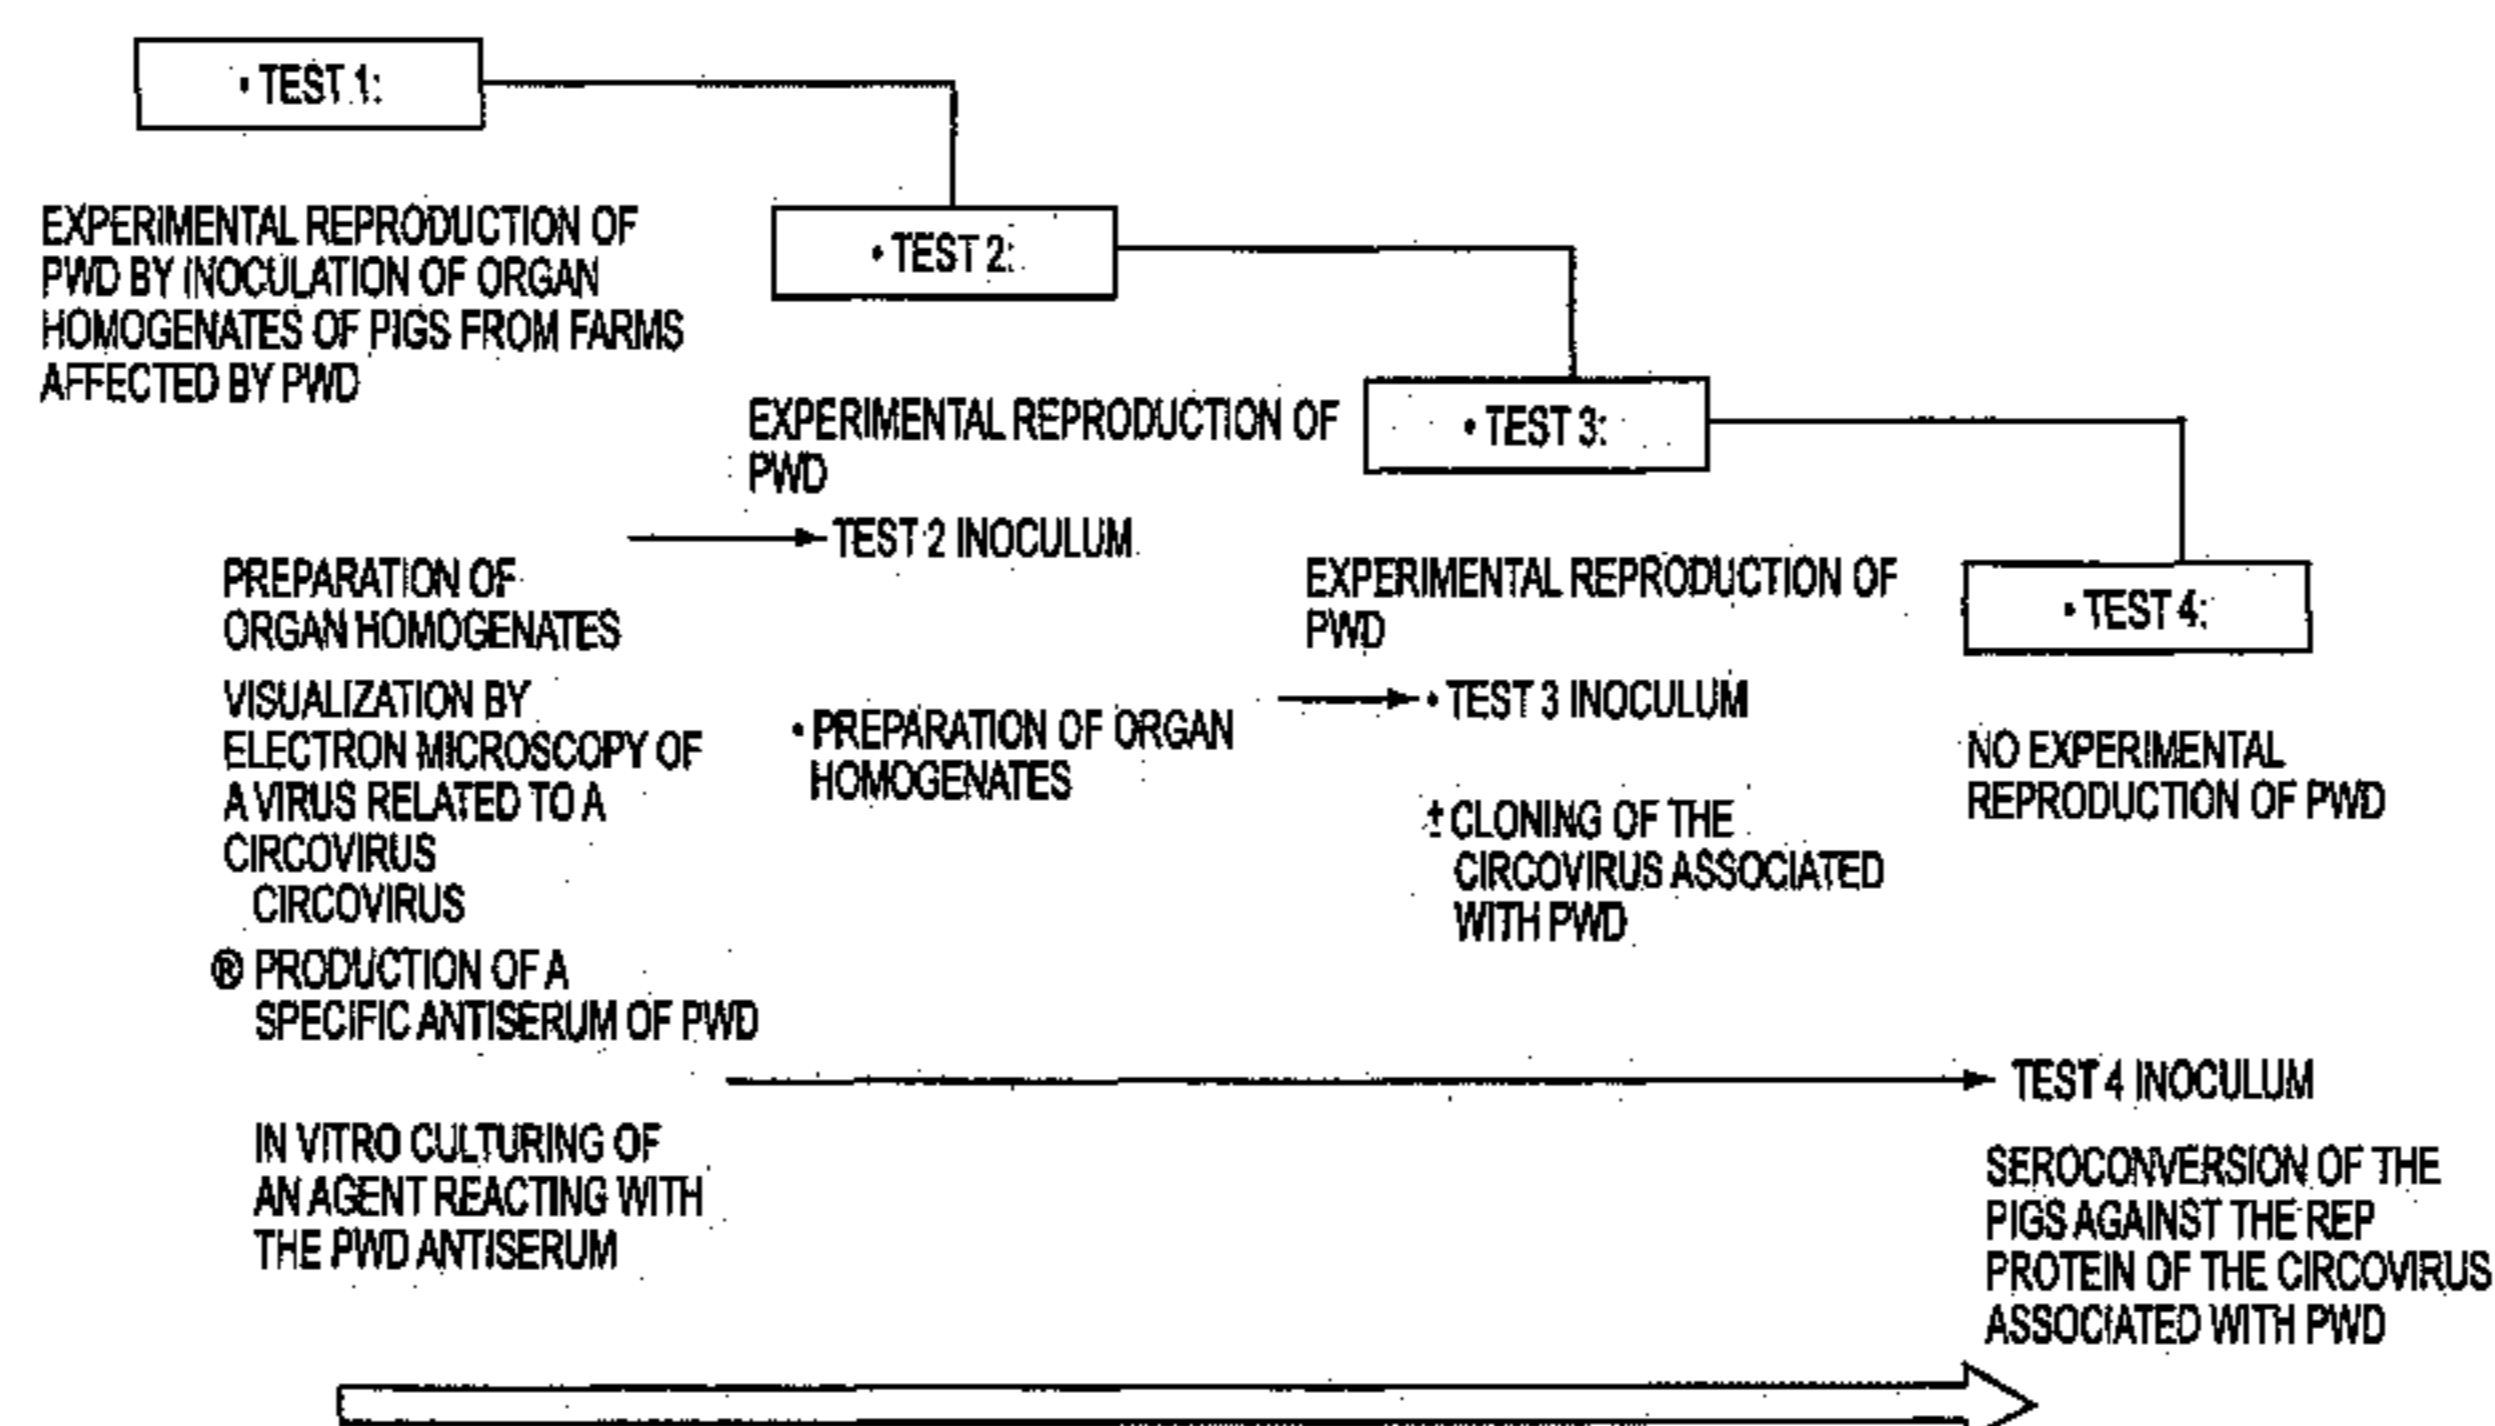 • TEST 1:
EXPERIMENTAL REPRODUCTION OF
PWD BY INOCULATION OF ORGAN
HOMOGENATES OF PIGS FROM FARMS
AFFECTED BY PWD
PREPARATION OF
ORGAN HOMOGENATES
VISUALIZATION BY
ELECTRON MICROSCOPY OF
A VIRUS RELATED TO A
CIRCOVIRUS
CIRCOVIRUS
® PRODUCTION OF A
SPECIFIC ANTISERUM OF PWD
IN VITRO CULTURING OF
AN AGENT REACTING WITH
THE PWD ANTISERUM
• TEST 2:
EXPERIMENTAL REPRODUCTION OF
PWD
TEST 2 INOCULUM
• PREPARATION OF ORGAN
HOMOGENATES
• TEST 3:
EXPERIMENTAL REPRODUCTION OF
PWD
• TEST 3 INOCULUM
± CLONING OF THE
CIRCOVIRUS ASSOCIATED
WITH PWD
• TEST 4:
NO EXPERIMENTAL
REPRODUCTION OF PWD
TEST 4 INOCULUM
SEROCONVERSION OF THE
PIGS AGAINST THE REP
PROTEIN OF THE CIRCOVIRUS
ASSOCIATED WITH PWD